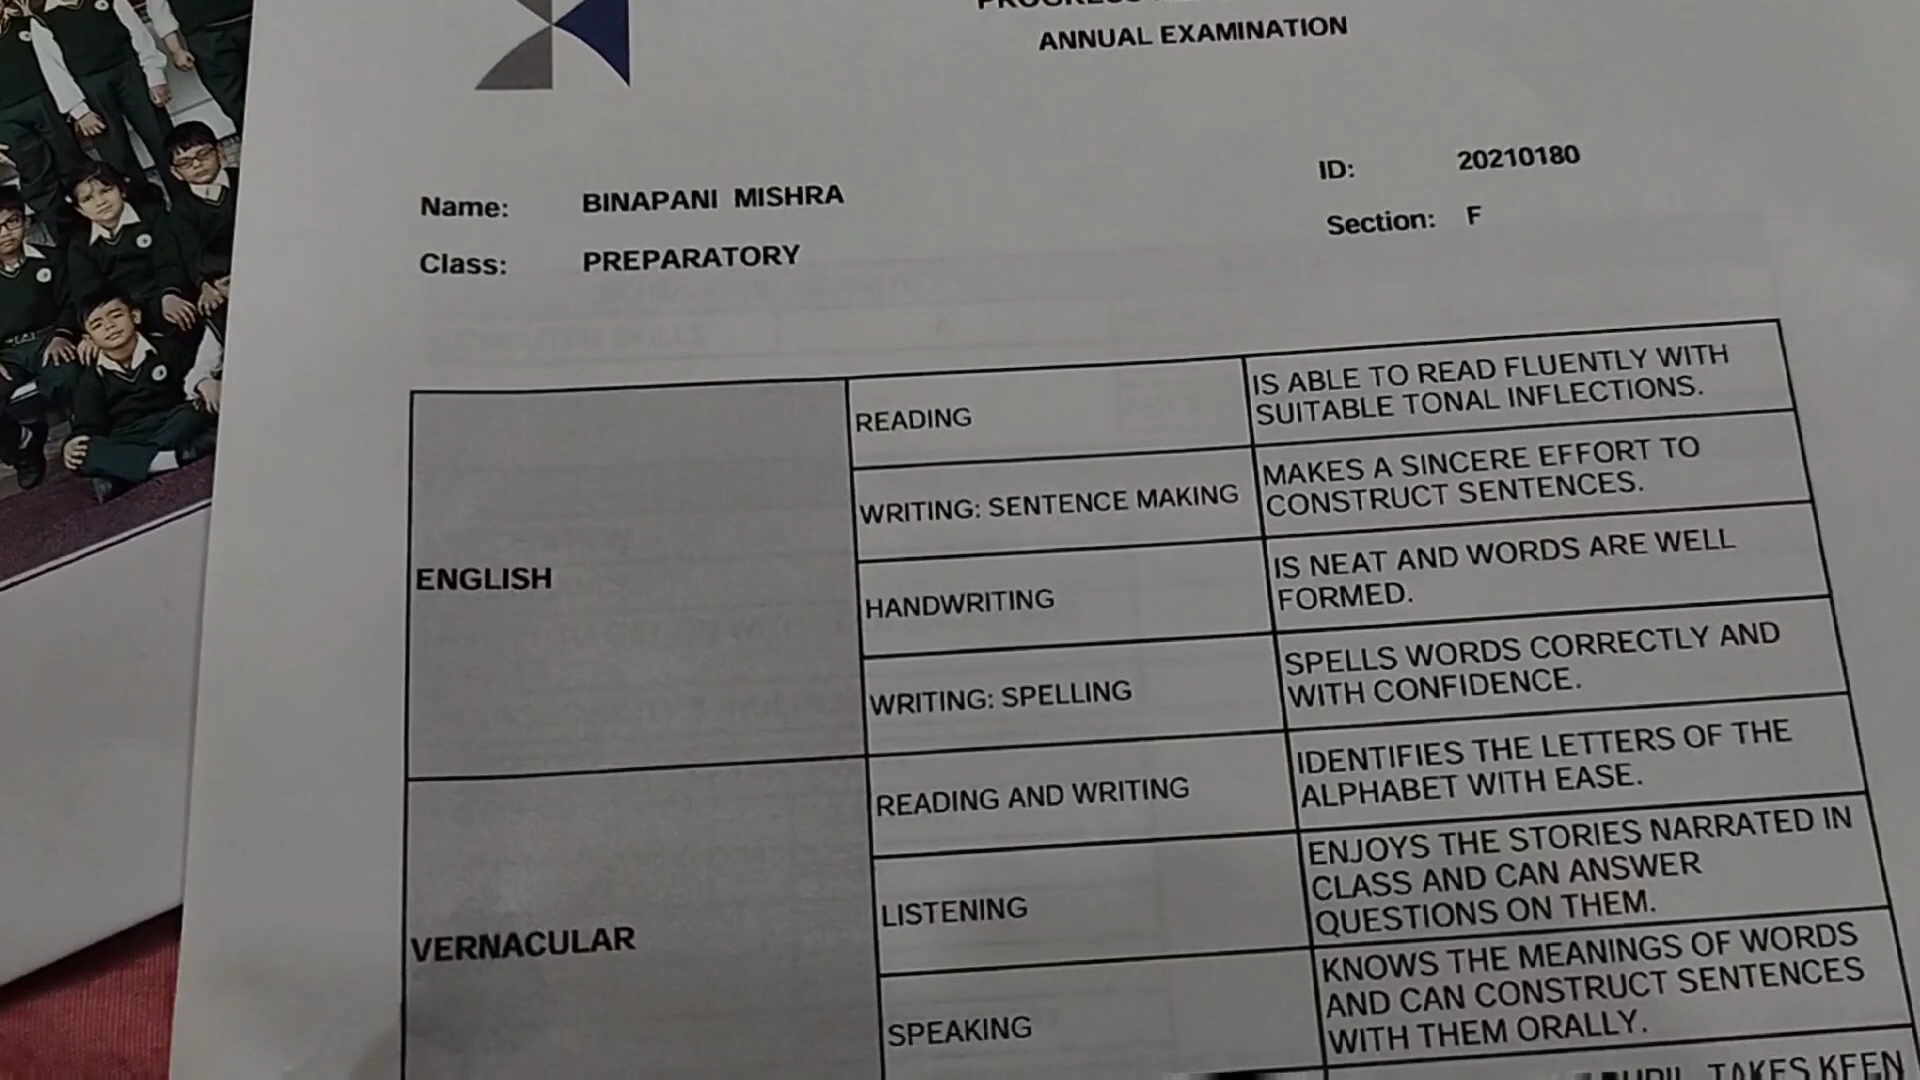 ANNUAL EXAMINATION
Name: BINAPANI MISHRA
ID: 20210180
Class: PREPARATORY
Section: F
ENGLISH
READING
IS ABLE TO READ FLUENTLY WITH
SUITABLE TONAL INFLECTIONS.
WRITING: SENTENCE MAKING
MAKES A SINCERE EFFORT TO
CONSTRUCT SENTENCES.
HANDWRITING
IS NEAT AND WORDS ARE WELL
FORMED.
WRITING: SPELLING
SPELLS WORDS CORRECTLY AND
WITH CONFIDENCE.
VERNACULAR
READING AND WRITING
IDENTIFIES THE LETTERS OF THE
ALPHABET WITH EASE.
LISTENING
ENJOYS THE STORIES NARRATED IN
CLASS AND CAN ANSWER
QUESTIONS ON THEM.
SPEAKING
KNOWS THE MEANINGS OF WORDS
AND CAN CONSTRUCT SENTENCES
WITH THEM ORALLY.
TAKES KEEN